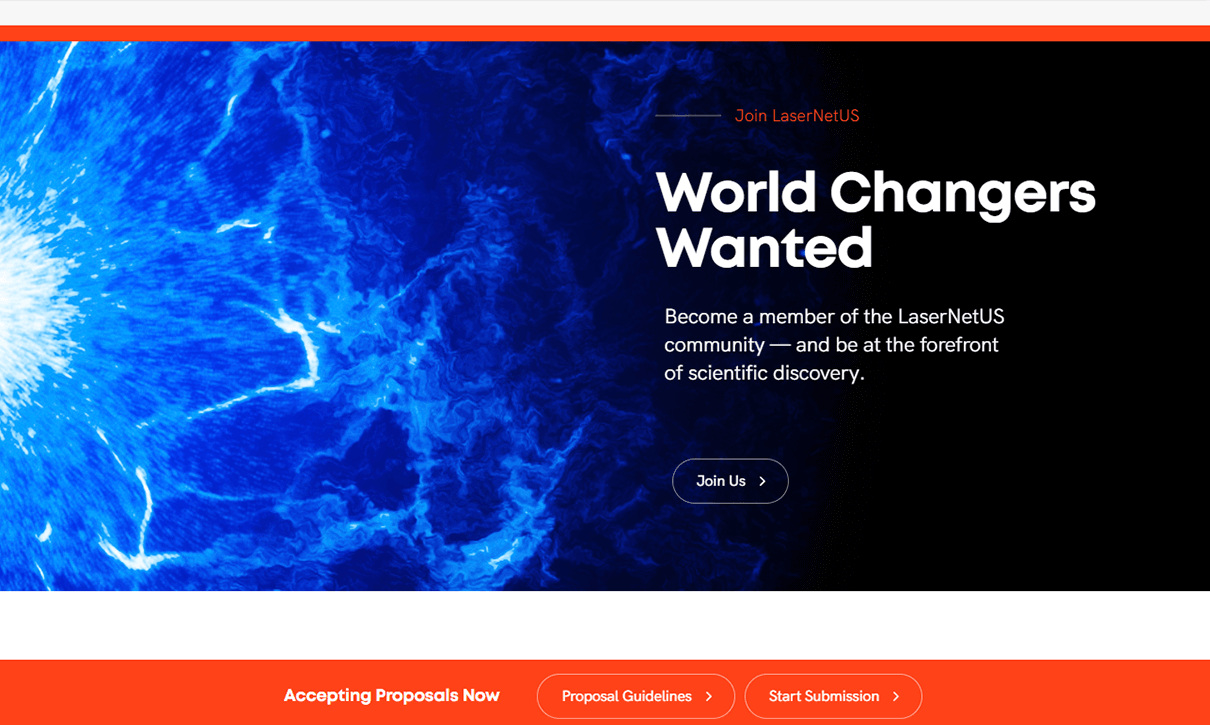 Join LaserNetUS
World Changers
Wanted
Become a member of the LaserNetUS
community — and be at the forefront
of scientific discovery.
Join Us
Accepting Proposals Now
Proposal Guidelines
Start Submission